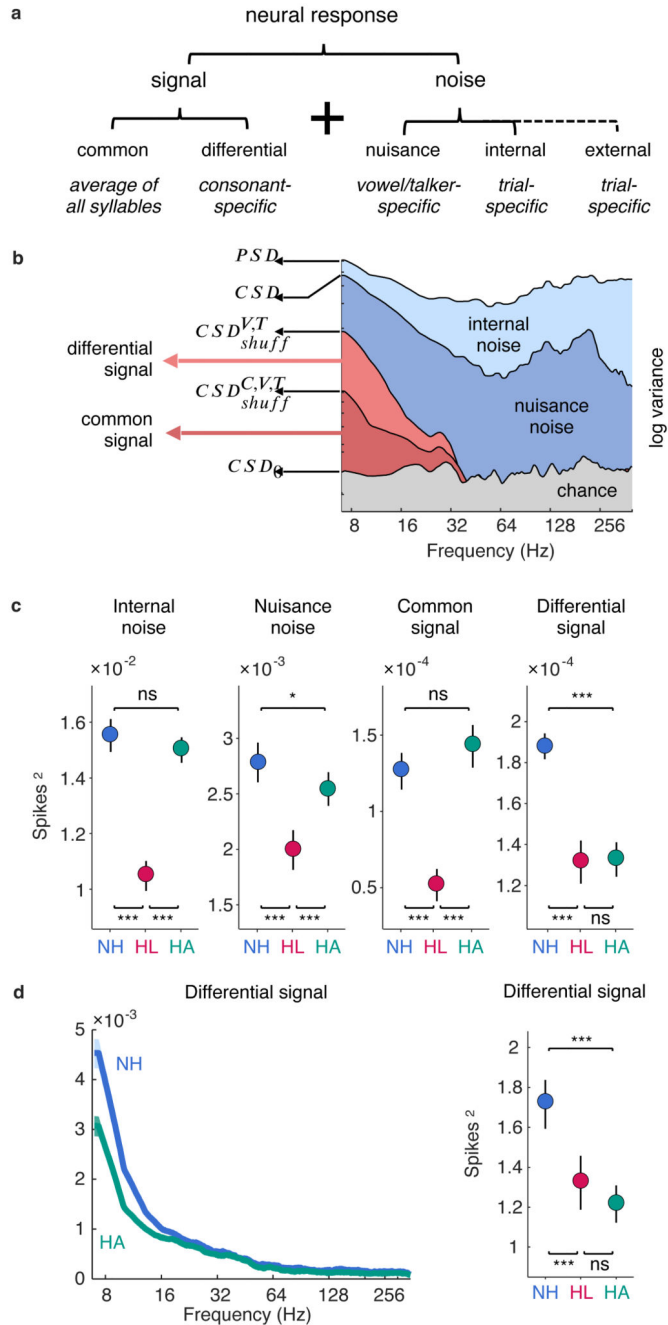 a
neural response
signal
noise
+
common
differential
nuisance
internal
external
average of
all syllables
consonant-
specific
vowel/talker-
specific
trial-
specific
trial-
specific
b
PSD
CSD
CSD^{V,T}_{shuff}
differential
signal
CSD^{C,V,T}_{shuff}
common
signal
CSD_0
internal
noise
nuisance
noise
chance
log variance
8 16 32 64 128 256
Frequency (Hz)
c
Internal
noise
Nuisance
noise
Common
signal
Differential
signal
×10⁻² ×10⁻³ ×10⁻⁴ ×10⁻⁴
ns * ns ***
Spikes ²
1.6
1.4
1.2
1
3
2.5
2
1.5
1.5
1
0.5
2
1.8
1.6
1.4
1.2
*** *** *** *** *** *** *** ns
NH HL HA NH HL HA NH HL HA NH HL HA
d
Differential signal
×10⁻³
5
4
3
2
1
0
NH
HA
8 16 32 64 128 256
Frequency (Hz)
Differential signal
Spikes ²
2
1.8
1.6
1.4
1.2
1
***
*** ns
NH HL HA